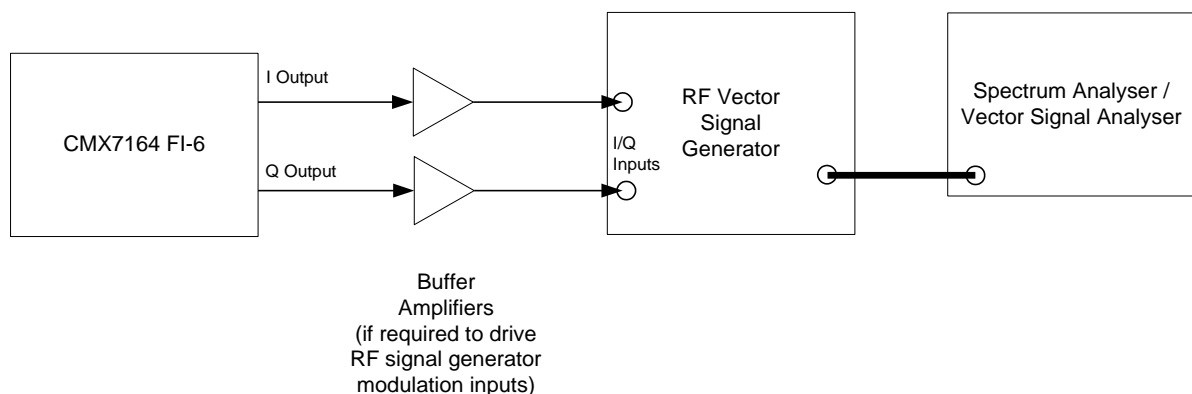 CMX7164 FI-6
I Output
Q Output
I/Q
Inputs
RF Vector
Signal
Generator
Spectrum Analyser /
Vector Signal Analyser
Buffer
Amplifiers
(if required to drive
RF signal generator
modulation inputs)